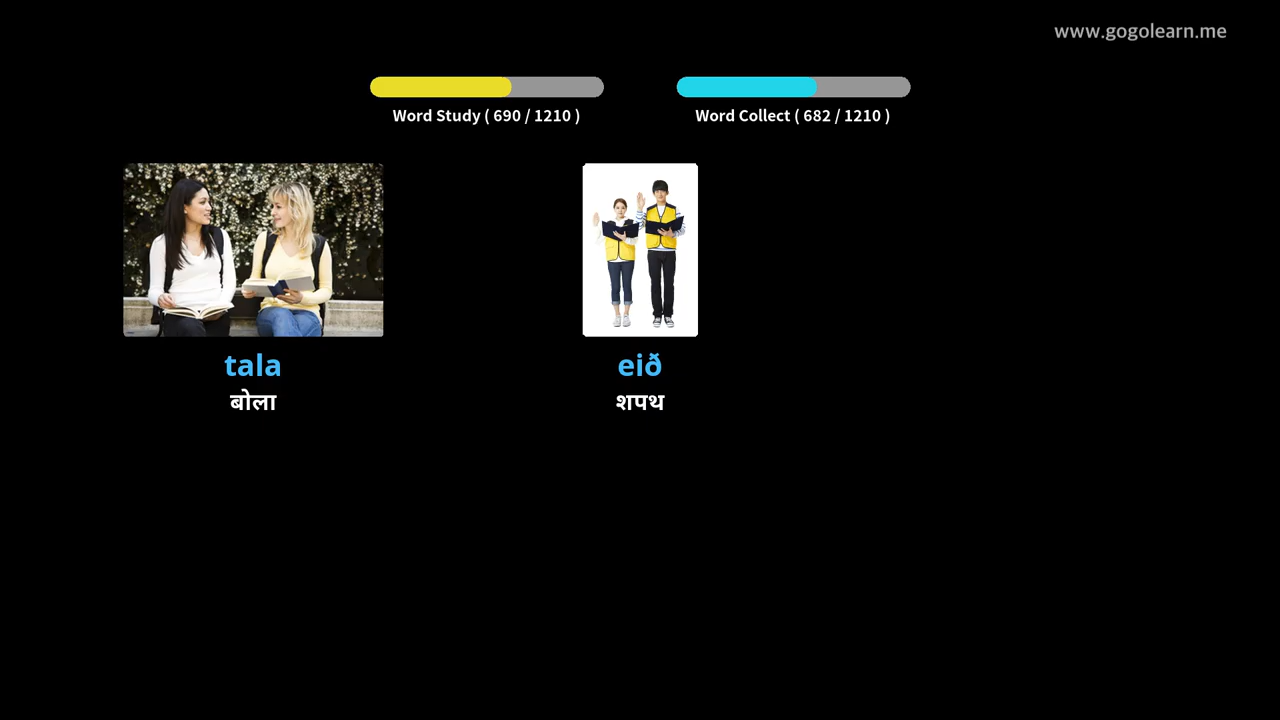 www.gogolearn.me
Word Study ( 690 / 1210 )
Word Collect ( 682 / 1210 )
tala
बोला
eið
शपथ